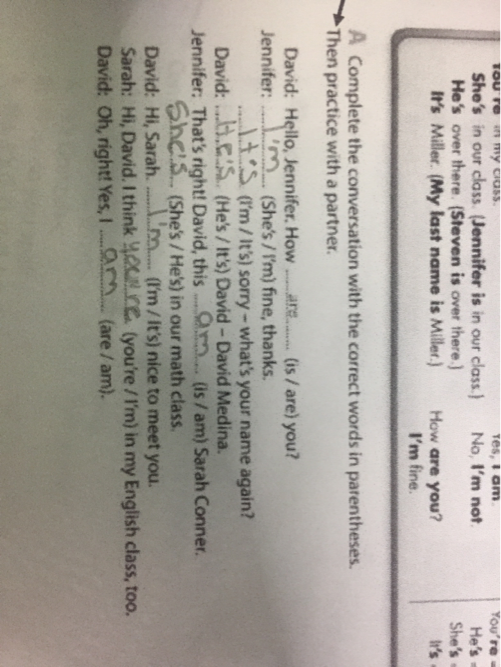 You're my class. Yes, I am. You're
She's in our class. (Jennifer is in our class.) No, I'm not. He's
He's over there. (Steven is over there.) She's
It's Miller. (My last name is Miller.) How are you? It's
I'm fine.
A Complete the conversation with the correct words in parentheses.
Then practice with a partner.
David: Hello, Jennifer. How are (is / are) you?
Jennifer: I'm (She's / I'm) fine, thanks.
It's (I'm / It's) sorry – what's your name again?
David: He's (He's / It's) David – David Medina.
Jennifer: That's right! David, this am (is / am) Sarah Conner.
She's (She's / He's) in our math class.
David: Hi, Sarah. I'm (I'm / It's) nice to meet you.
Sarah: Hi, David. I think you're (you're / I'm) in my English class, too.
David: Oh, right! Yes, I am (are / am).